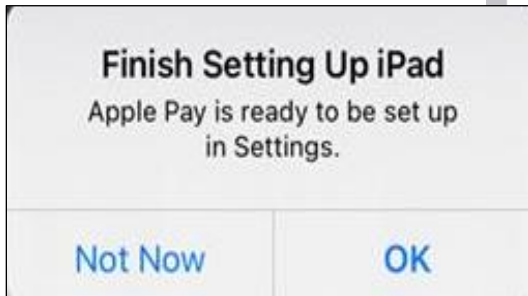 Finish Setting Up iPad
Apple Pay is ready to be set up
in Settings.
Not Now
OK